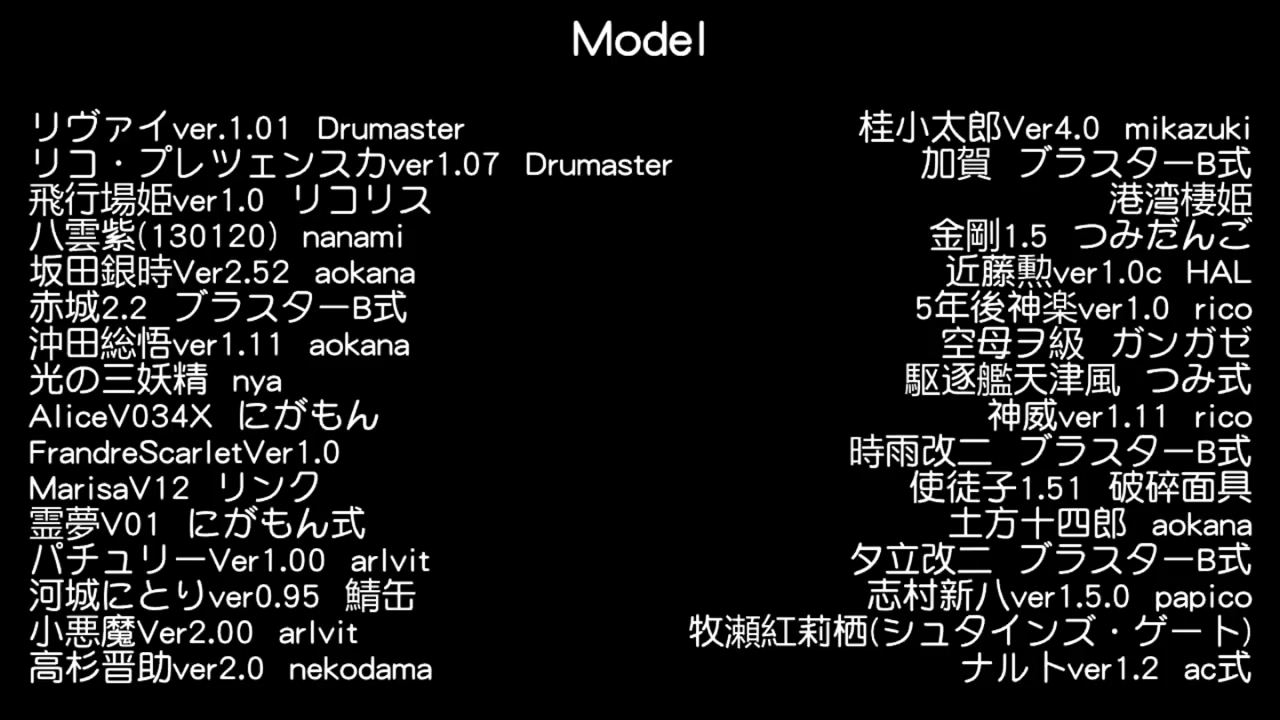 Model
リヴァイver.1.01 Drumaster
リコ・プレツェンスカver1.07 Drumaster
飛行場姫ver1.0 リコリス
八雲紫(130120) nanami
坂田銀時Ver2.52 aokana
赤城2.2 ブラスターB式
沖田総悟ver1.11 aokana
光の三妖精 nya
AliceV034X にがもん
FrandreScarletVer1.0
MarisaV12 リンク
霊夢V01 にがもん式
パチュリーVer1.00 arlvit
河城にとりver0.95 鯖缶
小悪魔Ver2.00 arlvit
高杉晋助ver2.0 nekodama
桂小太郎Ver4.0 mikazuki
加賀 ブラスターB式
港湾棲姫
金剛1.5 つみだんご
近藤勲ver1.0c HAL
5年後神楽ver1.0 rico
空母ヲ級 ガンガゼ
駆逐艦天津風 つみ式
神威ver1.11 rico
時雨改二 ブラスターB式
使徒子1.51 破砕面具
土方十四郎 aokana
夕立改二 ブラスターB式
志村新八ver1.5.0 papico
牧瀬紅莉栖(シュタインズ・ゲート)
ナルトver1.2 ac式